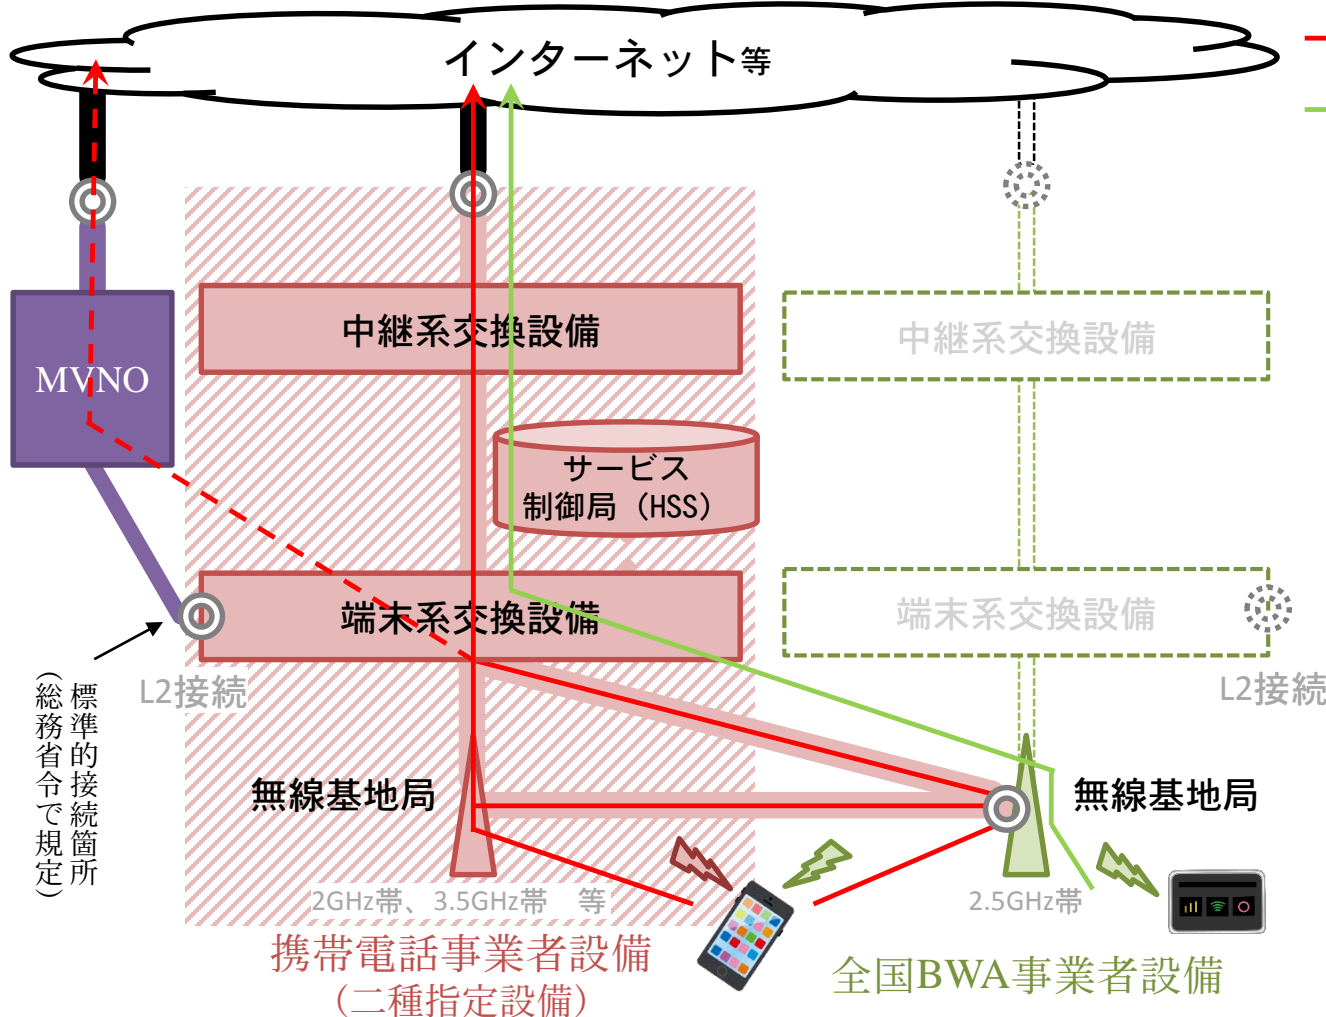 インターネット等
中継系交換設備
中継系交換設備
MVNO
サービス
制御局（HSS）
端末系交換設備
端末系交換設備
L2接続
L2接続
標準的接続箇所
（総務省令で規定）
無線基地局
無線基地局
2GHz帯、3.5GHz帯　等
2.5GHz帯
携帯電話事業者設備
（二種指定設備）
全国BWA事業者設備